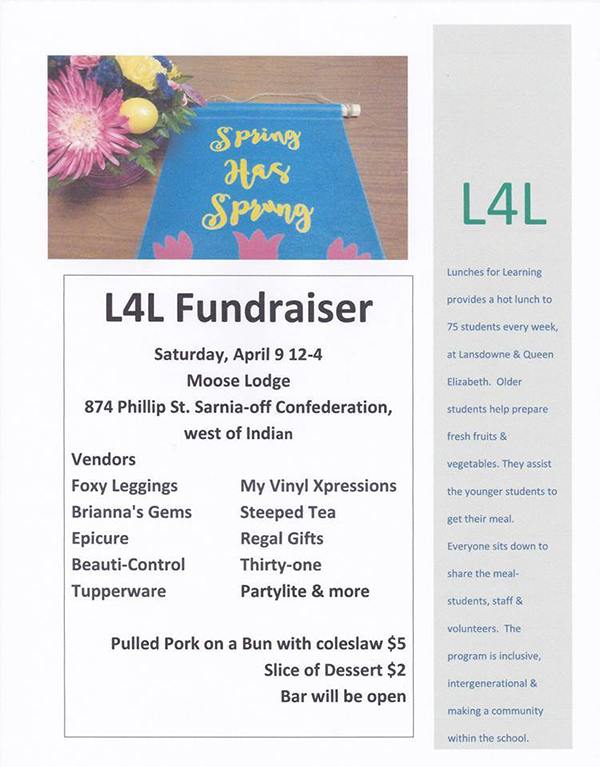 Spring
Has
Sprung
L4L Fundraiser
Saturday, April 9 12-4
Moose Lodge
874 Phillip St. Sarnia-off Confederation,
west of Indian
Vendors
Foxy Leggings My Vinyl Xpressions
Brianna's Gems Steeped Tea
Epicure Regal Gifts
Beauti-Control Thirty-one
Tupperware Partylite & more
Pulled Pork on a Bun with coleslaw $5
Slice of Dessert $2
Bar will be open
L4L
Lunches for Learning
provides a hot lunch to
75 students every week,
at Lansdowne & Queen
Elizabeth. Older
students help prepare
fresh fruits &
vegetables. They assist
the younger students to
get their meal.
Everyone sits down to
share the meal-
students, staff &
volunteers. The
program is inclusive,
intergenerational &
making a community
within the school.